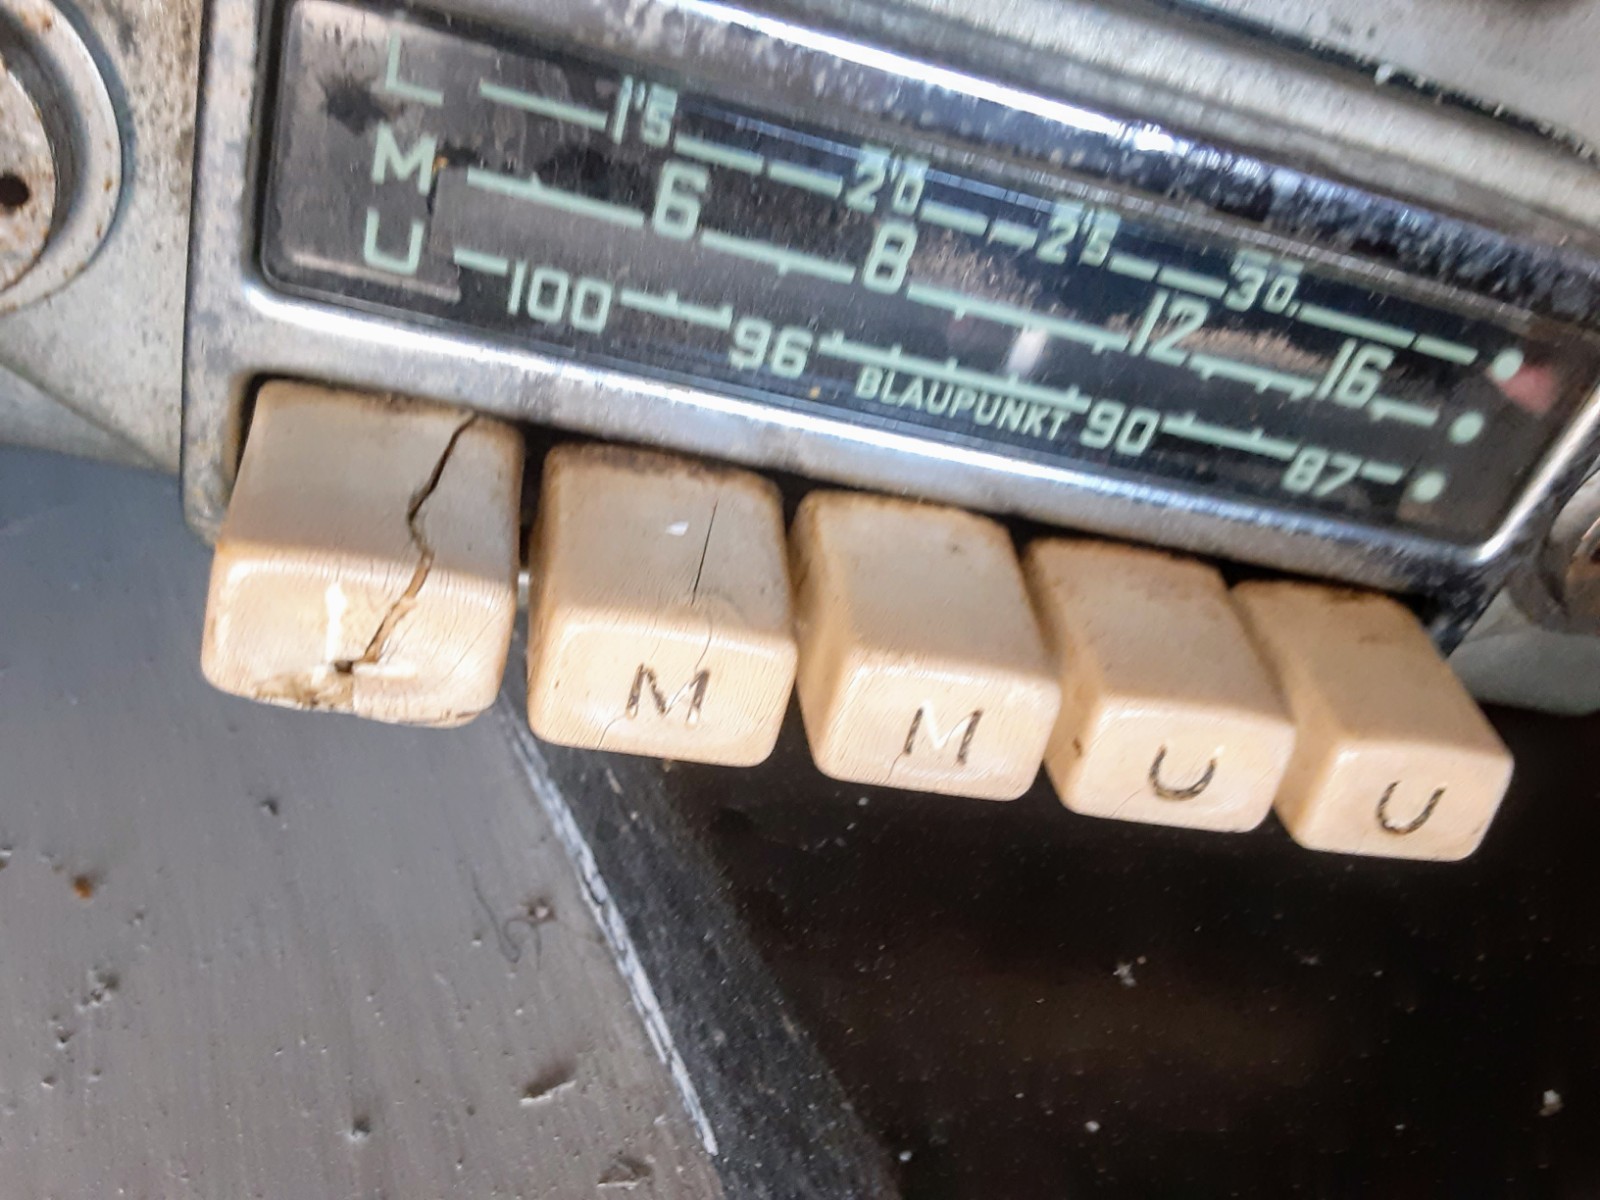 L 1'5 2'0 2'5 3'0
M 6 8 12 16
U 100 96 90 87
BLAUPUNKT
L M M U U